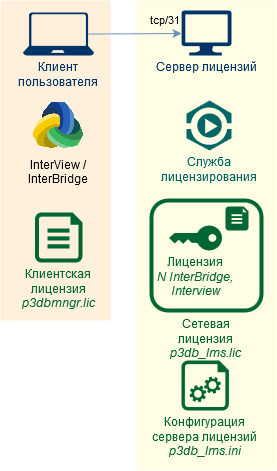 tcp/31
Клиент
пользователя
Сервер лицензий
InterView /
InterBridge
Служба
лицензирования
Клиентская
лицензия
p3dbmngr.lic
Лицензия
N InterBridge,
Interview
Сетевая
лицензия
p3db_lms.lic
Конфигурация
сервера лицензий
p3db_lms.ini